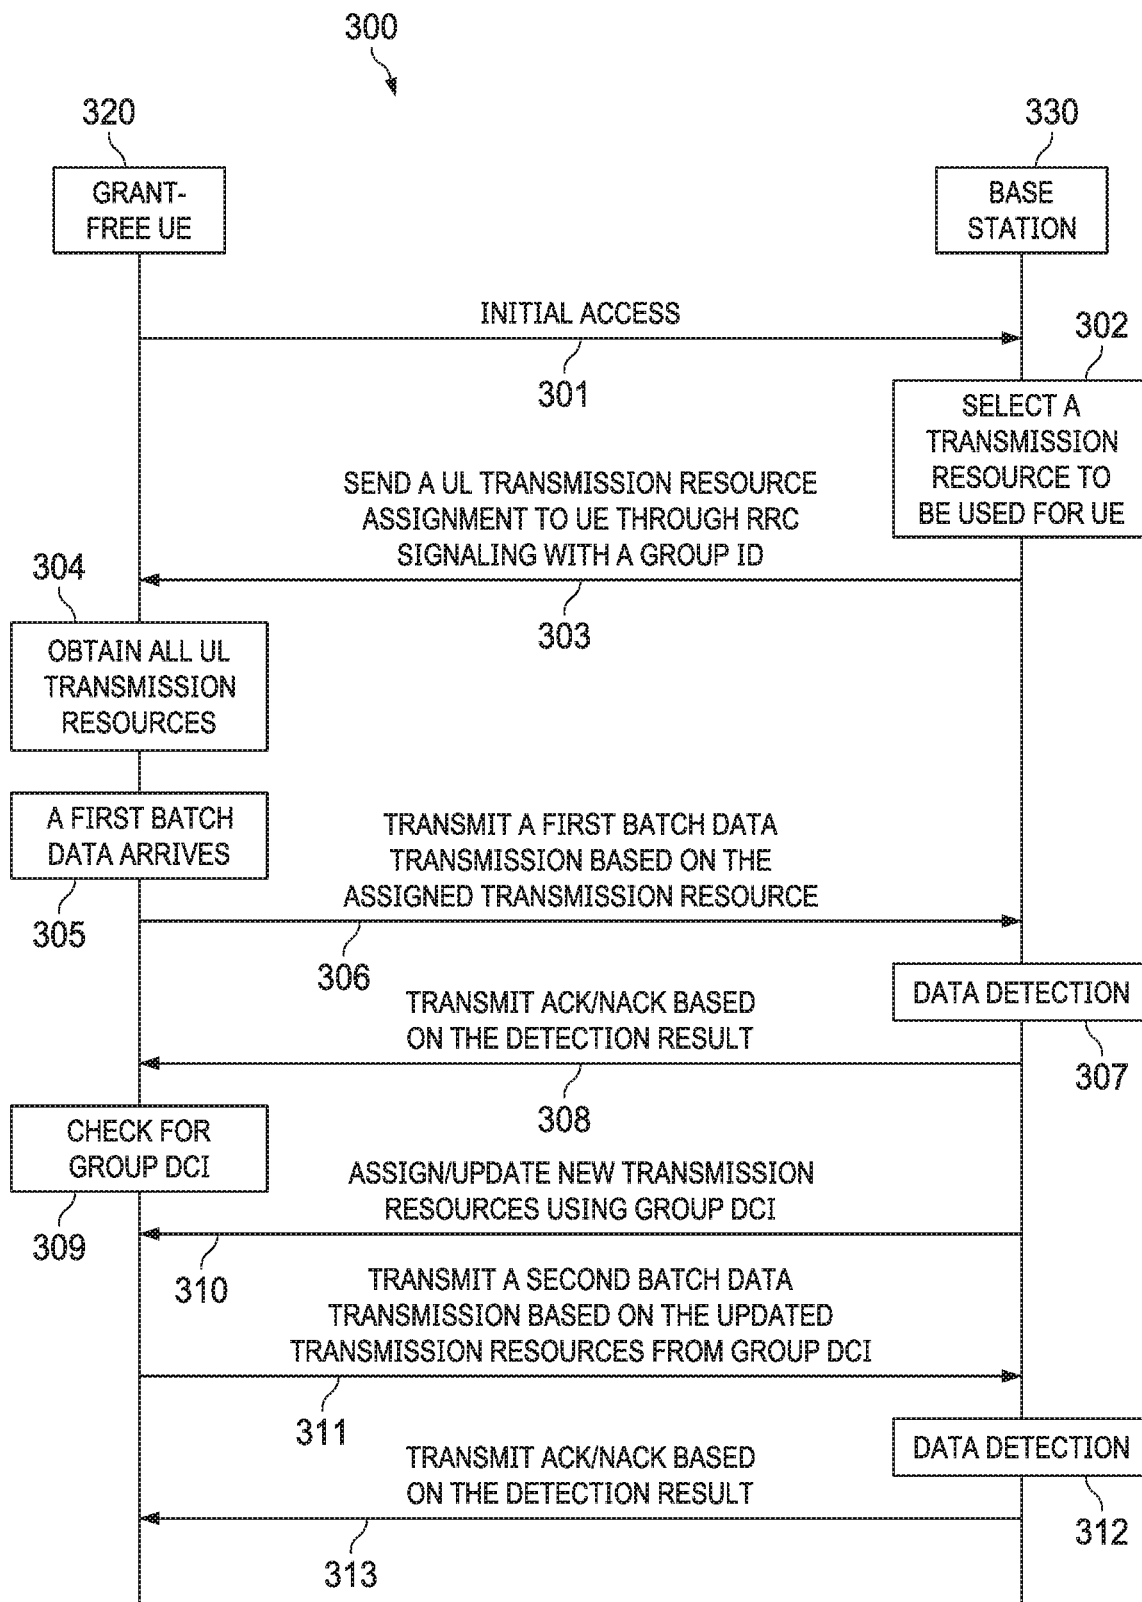 300
320
330
GRANT-
FREE UE
BASE
STATION
INITIAL ACCESS
301
302
SELECT A
TRANSMISSION
RESOURCE TO
BE USED FOR UE
SEND A UL TRANSMISSION RESOURCE
ASSIGNMENT TO UE THROUGH RRC
SIGNALING WITH A GROUP ID
303
304
OBTAIN ALL UL
TRANSMISSION
RESOURCES
A FIRST BATCH
DATA ARRIVES
305
TRANSMIT A FIRST BATCH DATA
TRANSMISSION BASED ON THE
ASSIGNED TRANSMISSION RESOURCE
306
DATA DETECTION
307
TRANSMIT ACK/NACK BASED
ON THE DETECTION RESULT
308
CHECK FOR
GROUP DCI
309
ASSIGN/UPDATE NEW TRANSMISSION
RESOURCES USING GROUP DCI
310
TRANSMIT A SECOND BATCH DATA
TRANSMISSION BASED ON THE UPDATED
TRANSMISSION RESOURCES FROM GROUP DCI
311
DATA DETECTION
312
TRANSMIT ACK/NACK BASED
ON THE DETECTION RESULT
313